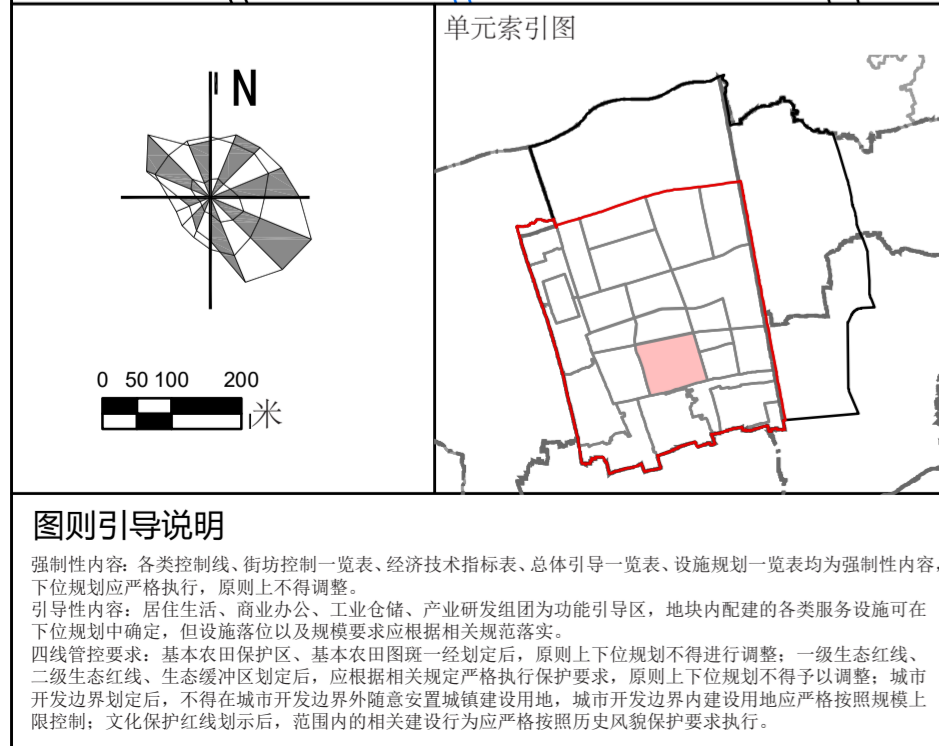 单元索引图
N
0 50 100 200
米
图则引导说明
强制性内容：各类控制线、街坊控制一览表、经济技术指标表、总体引导一览表、设施规划一览表均为强制性内容，
下位规划应严格执行，原则上不得调整。
引导性内容：居住生活、商业办公、工业仓储、产业研发组团为功能引导区，地块内配建的各类服务设施可在
下位规划中确定，但设施落位以及规模要求应根据相关规范落实。
四线管控要求：基本农田保护区、基本农田图斑一经划定后，原则上下位规划不得进行调整；一级生态红线、
二级生态红线、生态缓冲区划定后，应根据相关规定严格执行保护要求，原则上下位规划不得予以调整；城市
开发边界划定后，不得在城市开发边界外随意安置城镇建设用地，城市开发边界内建设用地应严格按照规模上
限控制；文化保护红线划示后，范围内的相关建设行为应严格按照历史风貌保护要求执行。